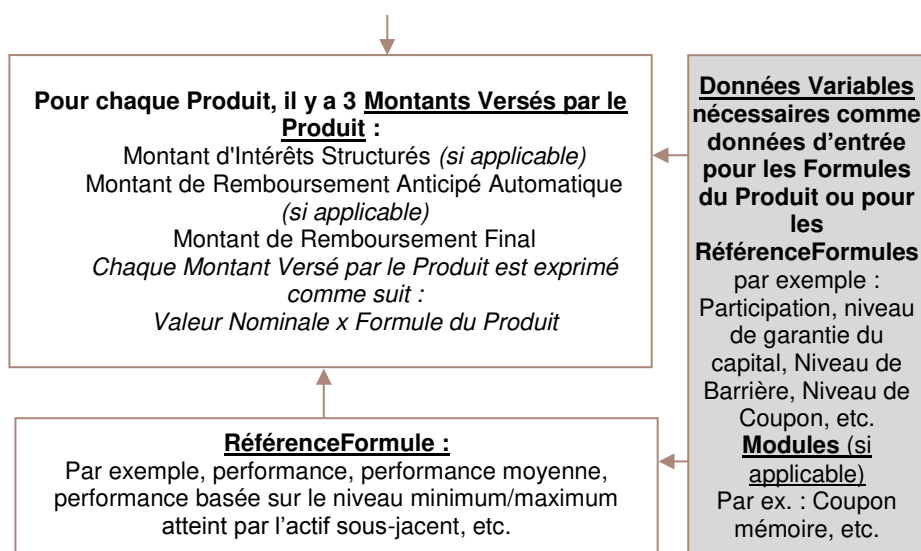 Pour chaque Produit, il y a 3 Montants Versés par le
Produit :
Montant d'Intérêts Structurés (si applicable)
Montant de Remboursement Anticipé Automatique
(si applicable)
Montant de Remboursement Final
Chaque Montant Versé par le Produit est exprimé
comme suit :
Valeur Nominale x Formule du Produit
RéférenceFormule :
Par exemple, performance, performance moyenne,
performance basée sur le niveau minimum/maximum
atteint par l'actif sous-jacent, etc.
Données Variables
nécessaires comme
données d'entrée
pour les Formules
du Produit ou pour
les
RéférenceFormules
par exemple :
Participation, niveau
de garantie du
capital, Niveau de
Barrière, Niveau de
Coupon, etc.
Modules (si
applicable)
Par ex. : Coupon
mémoire, etc.